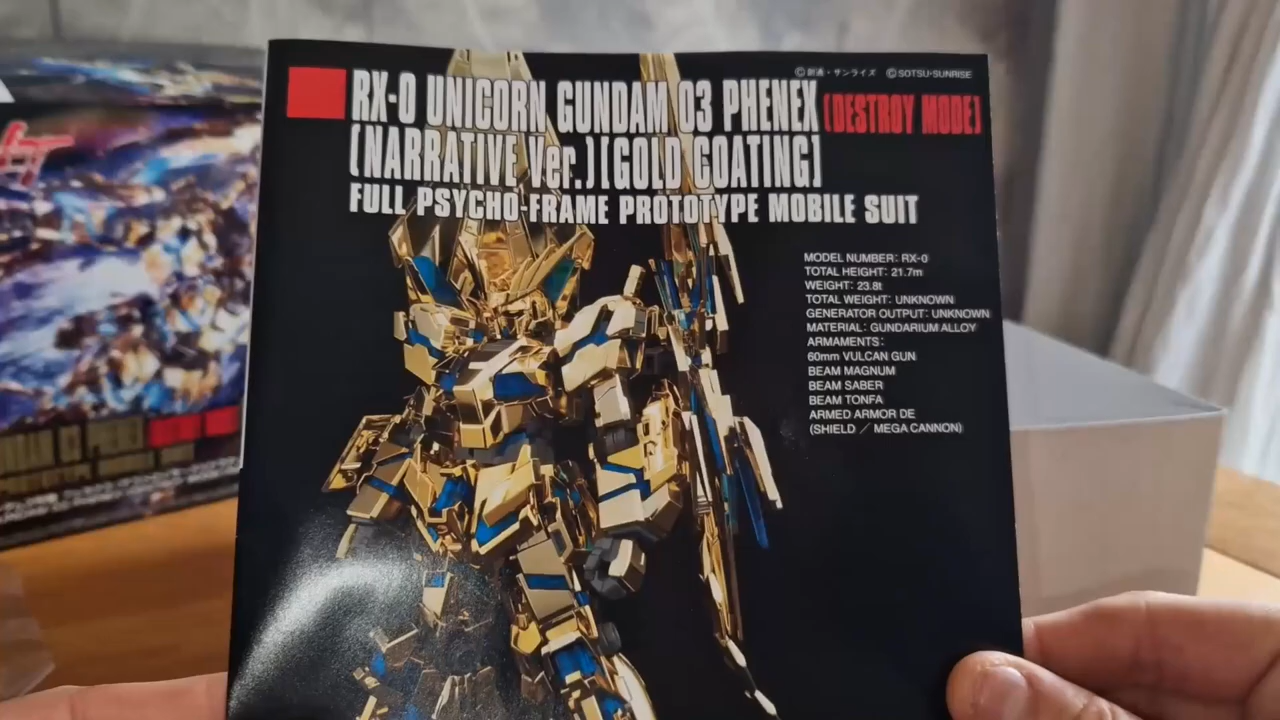 ©創通・サンライズ ©SOTSU・SUNRISE
RX-0 UNICORN GUNDAM 03 PHENEX [DESTROY MODE]
(NARRATIVE Ver.) [GOLD COATING]
FULL PSYCHO-FRAME PROTOTYPE MOBILE SUIT
MODEL NUMBER: RX-0
TOTAL HEIGHT: 21.7m
WEIGHT: 23.8t
TOTAL WEIGHT: UNKNOWN
GENERATOR OUTPUT: UNKNOWN
MATERIAL: GUNDARIUM ALLOY
ARMAMENTS:
60mm VULCAN GUN
BEAM MAGNUM
BEAM SABER
BEAM TONFA
ARMED ARMOR DE
(SHIELD / MEGA CANNON)